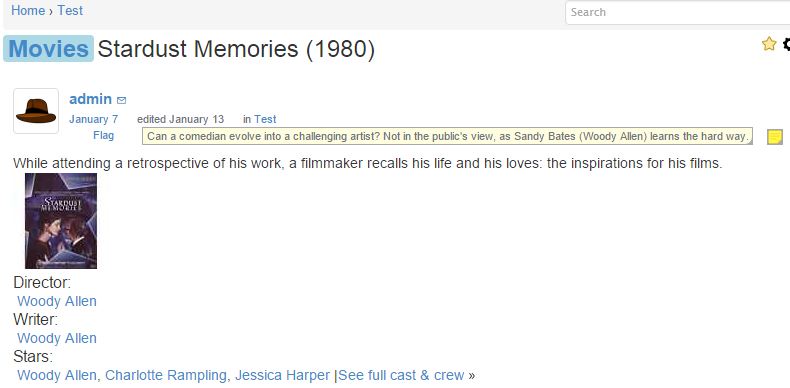 Home › Test
Search
Movies Stardust Memories (1980)
admin
January 7 edited January 13 in Test
Flag Can a comedian evolve into a challenging artist? Not in the public's view, as Sandy Bates (Woody Allen) learns the hard way.
While attending a retrospective of his work, a filmmaker recalls his life and his loves: the inspirations for his films.
STARDUST
MEMORIES
Director:
Woody Allen
Writer:
Woody Allen
Stars:
Woody Allen, Charlotte Rampling, Jessica Harper |See full cast & crew »